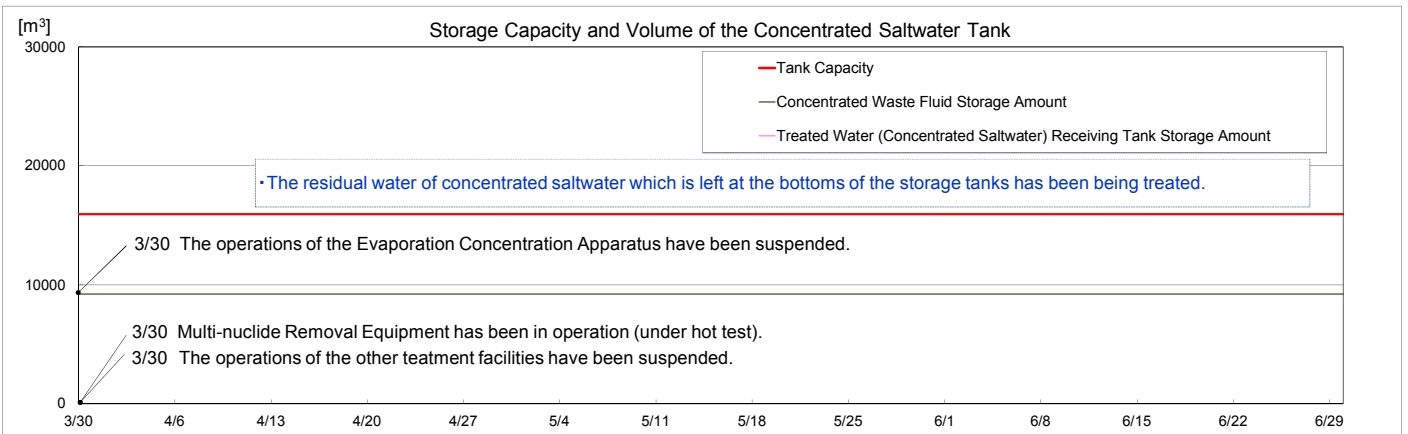 [m³]
Storage Capacity and Volume of the Concentrated Saltwater Tank
30000
Tank Capacity
Concentrated Waste Fluid Storage Amount
Treated Water (Concentrated Saltwater) Receiving Tank Storage Amount
20000
・The residual water of concentrated saltwater which is left at the bottoms of the storage tanks has been being treated.
3/30 The operations of the Evaporation Concentration Apparatus have been suspended.
10000
3/30 Multi-nuclide Removal Equipment has been in operation (under hot test).
3/30 The operations of the other teatment facilities have been suspended.
0
3/30 4/6 4/13 4/20 4/27 5/4 5/11 5/18 5/25 6/1 6/8 6/15 6/22 6/29